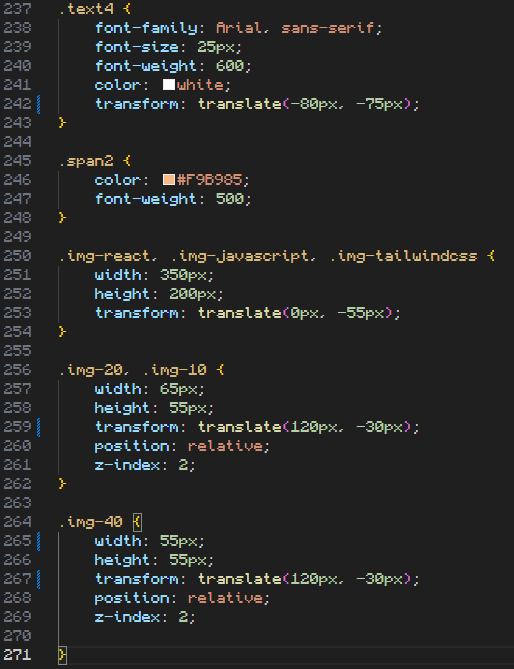 237 .text4 {
238     font-family: Arial, sans-serif;
239     font-size: 25px;
240     font-weight: 600;
241     color: white;
242     transform: translate(-80px, -75px);
243 }
244
245 .span2 {
246     color: #F9B985;
247     font-weight: 500;
248 }
249
250 .img-react, .img-javascript, .img-tailwindcss {
251     width: 350px;
252     height: 200px;
253     transform: translate(0px, -55px);
254 }
255
256 .img-20, .img-10 {
257     width: 65px;
258     height: 55px;
259     transform: translate(120px, -30px);
260     position: relative;
261     z-index: 2;
262 }
263
264 .img-40 {
265     width: 55px;
266     height: 55px;
267     transform: translate(120px, -30px);
268     position: relative;
269     z-index: 2;
270
271 }